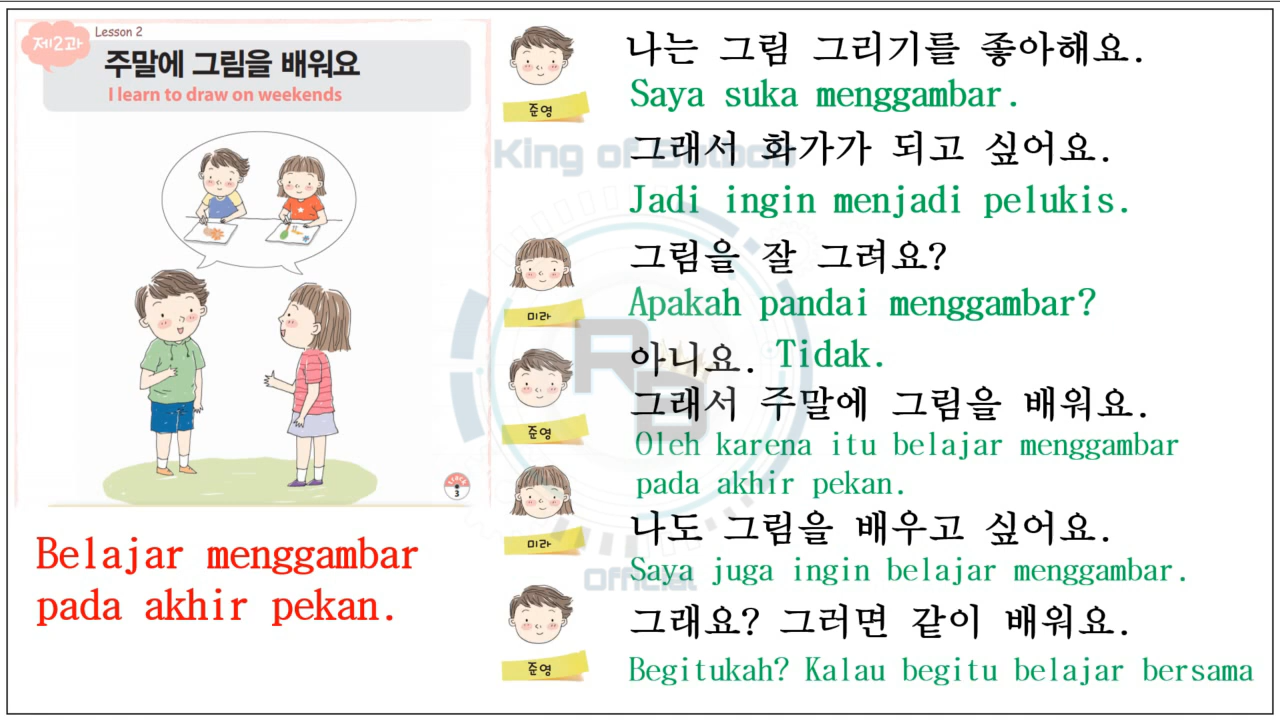 제2과
Lesson 2
주말에 그림을 배워요
I learn to draw on weekends
track
3
Belajar menggambar
pada akhir pekan.
준영
나는 그림 그리기를 좋아해요.
Saya suka menggambar.
그래서 화가가 되고 싶어요.
Jadi ingin menjadi pelukis.
미라
그림을 잘 그려요?
Apakah pandai menggambar?
준영
아니요. Tidak.
그래서 주말에 그림을 배워요.
Oleh karena itu belajar menggambar
pada akhir pekan.
미라
나도 그림을 배우고 싶어요.
Saya juga ingin belajar menggambar.
준영
그래요? 그러면 같이 배워요.
Begitukah? Kalau begitu belajar bersama
King of
Official